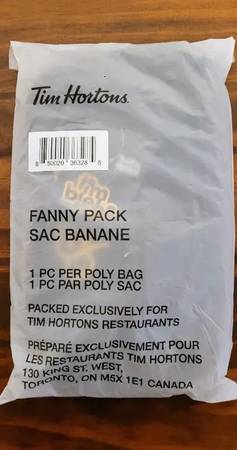 Tim Hortons.
8 50020 36328 5
FANNY PACK
SAC BANANE
1 PC PER POLY BAG
1 PC PAR POLY SAC
PACKED EXCLUSIVELY FOR
TIM HORTONS RESTAURANTS
PRÉPARÉ EXCLUSIVEMENT POUR
LES RESTAURANTS TIM HORTONS
130 KING ST. WEST,
TORONTO, ON M5X 1E1 CANADA